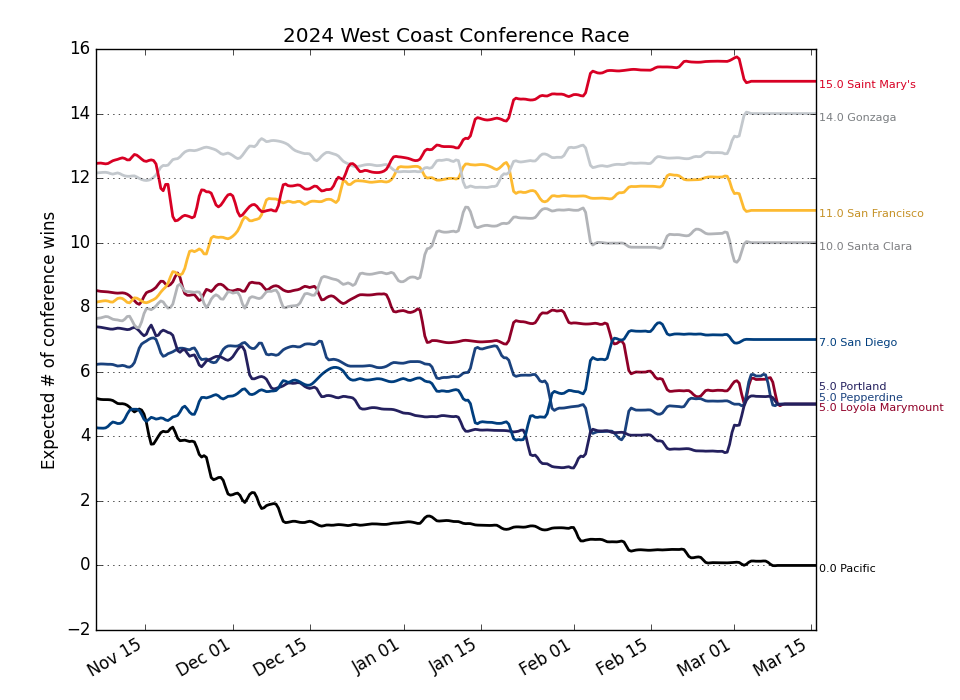 2024 West Coast Conference Race
Expected # of conference wins
16
14
12
10
8
6
4
2
0
−2
Nov 15
Dec 01
Dec 15
Jan 01
Jan 15
Feb 01
Feb 15
Mar 01
Mar 15
15.0 Saint Mary's
14.0 Gonzaga
11.0 San Francisco
10.0 Santa Clara
7.0 San Diego
5.0 Portland
5.0 Pepperdine
5.0 Loyola Marymount
0.0 Pacific